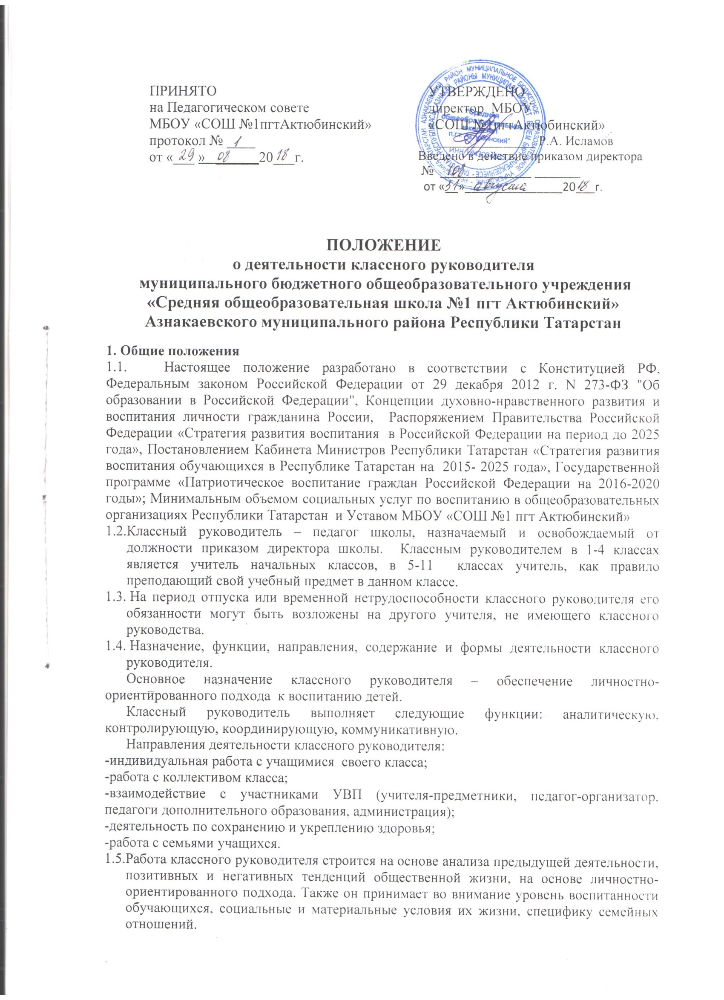 ПРИНЯТО
на Педагогическом совете
МБОУ «СОШ №1пгтАктюбинский»
протокол № 1
от «29» 08 2018 г.
УТВЕРЖДЕНО
директор МБОУ
«СОШ №1пгтАктюбинский»
Р.А. Исламов
Введено в действие приказом директора
№ 108
от «31» августа 2018 г.
"Средняя
общеобразовательная
школа №1
п.г.т. Актюбинский"
ПОЛОЖЕНИЕ
о деятельности классного руководителя
муниципального бюджетного общеобразовательного учреждения
«Средняя общеобразовательная школа №1 пгт Актюбинский»
Азнакаевского муниципального района Республики Татарстан
1. Общие положения
1.1. Настоящее положение разработано в соответствии с Конституцией РФ,
Федеральным законом Российской Федерации от 29 декабря 2012 г. N 273-ФЗ "Об
образовании в Российской Федерации", Концепции духовно-нравственного развития и
воспитания личности гражданина России, Распоряжением Правительства Российской
Федерации «Стратегия развития воспитания в Российской Федерации на период до 2025
года», Постановлением Кабинета Министров Республики Татарстан «Стратегия развития
воспитания обучающихся в Республике Татарстан на 2015- 2025 года», Государственной
программе «Патриотическое воспитание граждан Российской Федерации на 2016-2020
годы»; Минимальным объемом социальных услуг по воспитанию в общеобразовательных
организациях Республики Татарстан и Уставом МБОУ «СОШ №1 пгт Актюбинский»
1.2.Классный руководитель – педагог школы, назначаемый и освобождаемый от
должности приказом директора школы. Классным руководителем в 1-4 классах
является учитель начальных классов, в 5-11 классах учитель, как правило
преподающий свой учебный предмет в данном классе.
1.3. На период отпуска или временной нетрудоспособности классного руководителя его
обязанности могут быть возложены на другого учителя, не имеющего классного
руководства.
1.4. Назначение, функции, направления, содержание и формы деятельности классного
руководителя.
Основное назначение классного руководителя – обеспечение личностно-
ориентированного подхода к воспитанию детей.
Классный руководитель выполняет следующие функции: аналитическую,
контролирующую, координирующую, коммуникативную.
Направления деятельности классного руководителя:
-индивидуальная работа с учащимися своего класса;
-работа с коллективом класса;
-взаимодействие с участниками УВП (учителя-предметники, педагог-организатор,
педагоги дополнительного образования, администрация);
-деятельность по сохранению и укреплению здоровья;
-работа с семьями учащихся.
1.5.Работа классного руководителя строится на основе анализа предыдущей деятельности,
позитивных и негативных тенденций общественной жизни, на основе личностно-
ориентированного подхода. Также он принимает во внимание уровень воспитанности
обучающихся, социальные и материальные условия их жизни, специфику семейных
отношений.